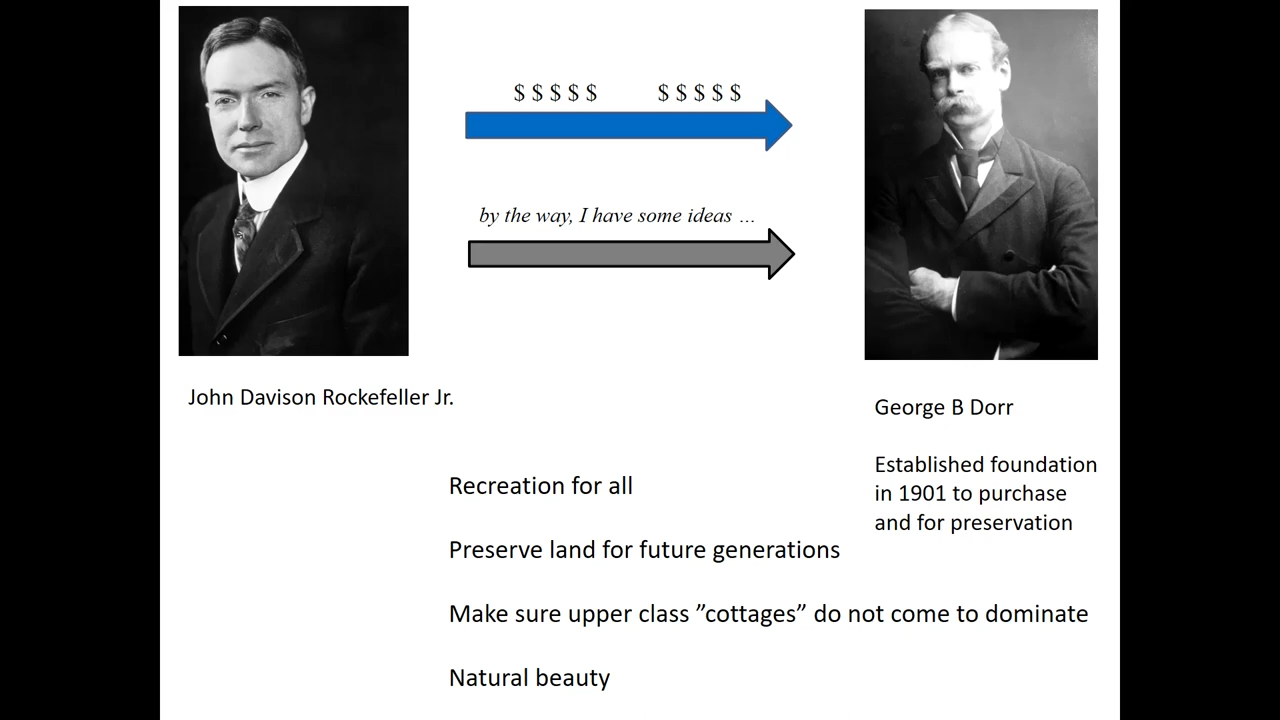 $ $ $ $ $ $ $ $ $ $
by the way, I have some ideas …
John Davison Rockefeller Jr.
George B Dorr
Established foundation
in 1901 to purchase
and for preservation
Recreation for all
Preserve land for future generations
Make sure upper class ”cottages” do not come to dominate
Natural beauty